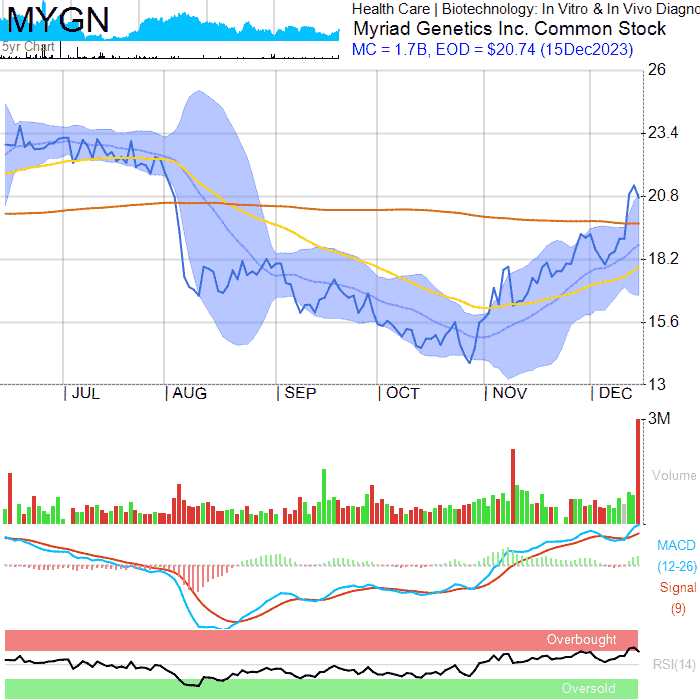 MYGN
5yr Chart
Health Care | Biotechnology: In Vitro & In Vivo Diagno
Myriad Genetics Inc. Common Stock
MC = 1.7B, EOD = $20.74 (15Dec2023)
26
23.4
20.8
18.2
15.6
13
JUL AUG SEP OCT NOV DEC
3M
Volume
MACD
(12-26)
Signal
(9)
Overbought
RSI(14)
Oversold